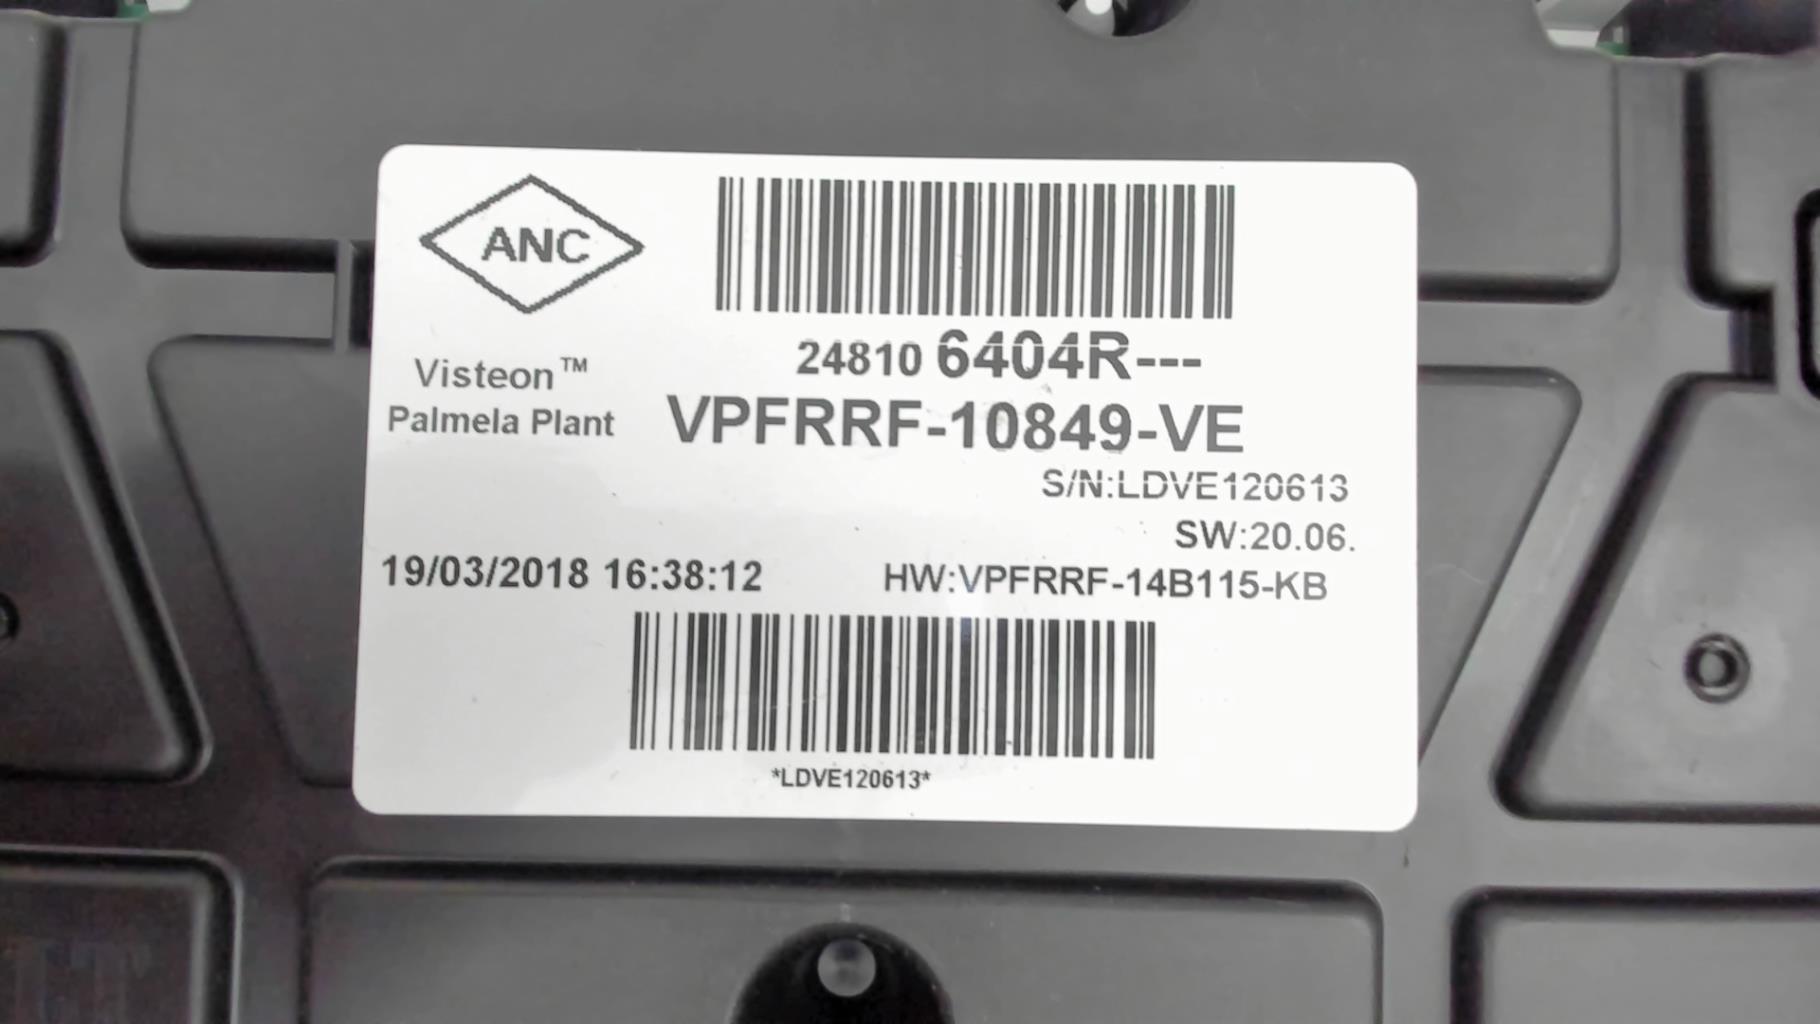 ANC
Visteon™
Palmela Plant
24810 6404R---
VPFRRF-10849-VE
S/N:LDVE120613
SW:20.06.
19/03/2018 16:38:12
HW:VPFRRF-14B115-KB
*LDVE120613*